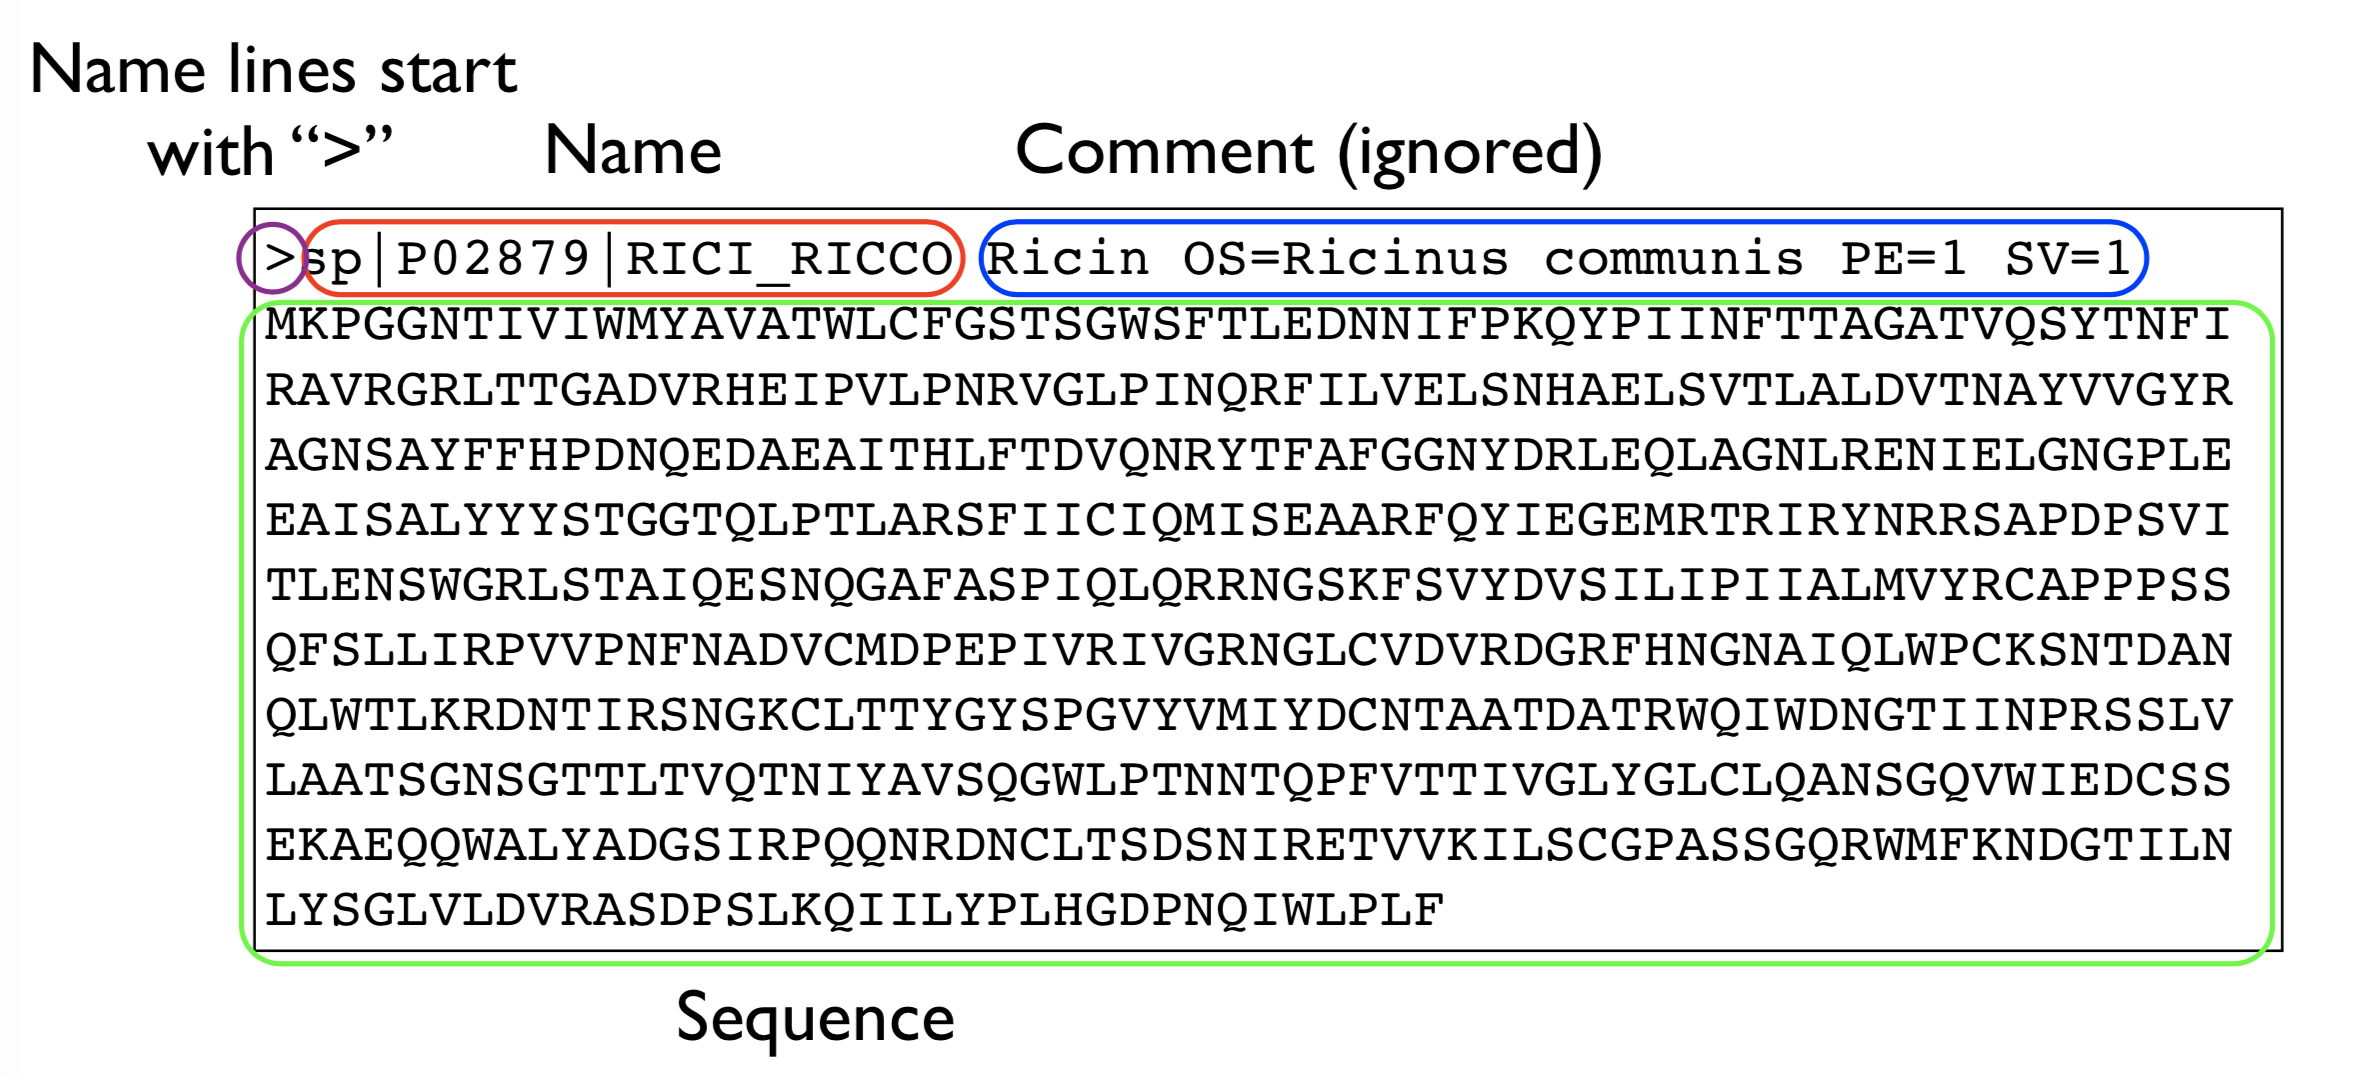 Name lines start
with “>” Name Comment (ignored)
>sp|P02879|RICI_RICCO Ricin OS=Ricinus communis PE=1 SV=1
MKPGGNTIVIWMYAVATWLCFGSTSGWSFTLEDNNIFPKQYPIINFTTAGATVQSYTNFI
RAVRGRLTTGADVRHEIPVLPNRVGLPINQRFILVELSNHAELSVTLALDVTNAYVVGYR
AGNSAYFFHPDNQEDAEAITHLFTDVQNRYTFAFGGNYDRLEQLAGNLRENIELGNGPLE
EAISALYYYSTGGTQLPTLARSFIICIQMISEAARFQYIEGEMRTRIRYNRRSAPDPSVI
TLENSWGRLSTAIQESNQGAFASPIQLQRRNGSKFSVYDVSILIPIIALMVYRCAPPPSS
QFSLLIRPVVPNFNADVCMDPEPIVRIVGRNGLCVDVRDGRFHNGNAIQLWPCKSNTDAN
QLWTLKRDNTIRSNGKCLTTYGYSPGVYVMIYDCNTAATDATRWQIWDNGTIINPRSSLV
LAATSGNSGTTLTVQTNIYAVSQGWLPTNNTQPFVTTIVGLYGLCLQANSGQVWIEDCSS
EKAEQQWALYADGSIRPQQNRDNCLTSDSNIRETVVKILSCGPASSGQRWMFKNDGTILN
LYSGLVLDVRASDPSLKQIILYPLHGDPNQIWLPLF
Sequence